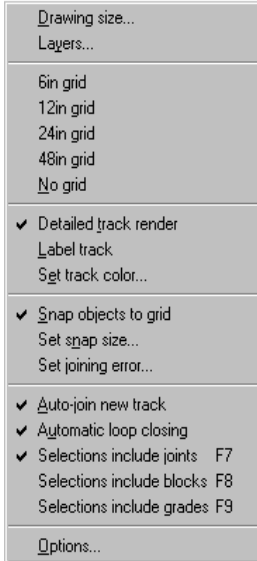 Drawing size...
Layers...
6in grid
12in grid
24in grid
48in grid
No grid
Detailed track render
Label track
Set track color...
Snap objects to grid
Set snap size...
Set joining error...
Auto-join new track
Automatic loop closing
Selections include joints F7
Selections include blocks F8
Selections include grades F9
Options...